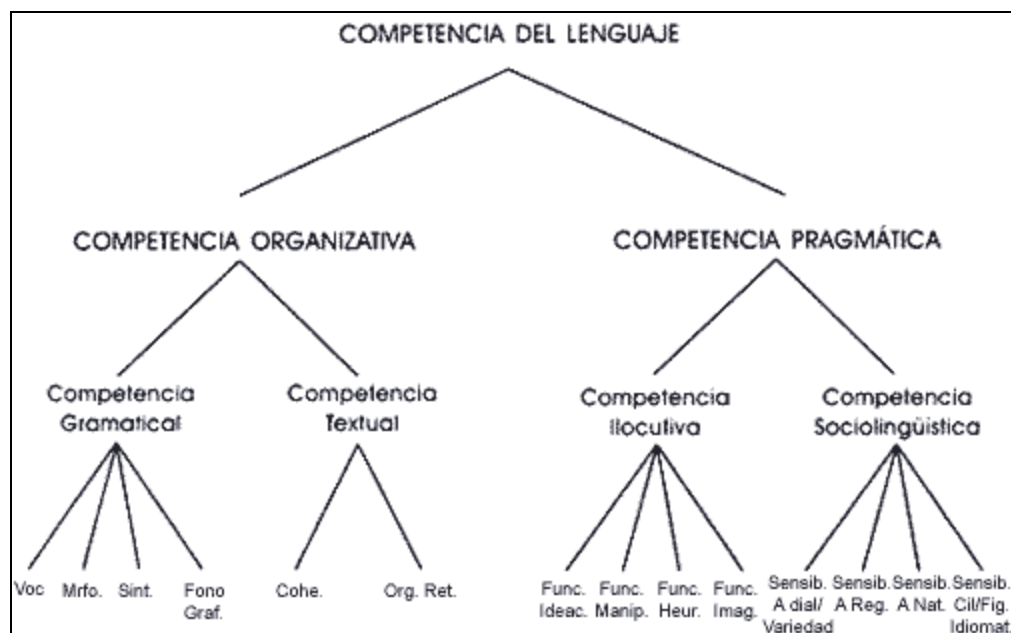 COMPETENCIA DEL LENGUAJE
COMPETENCIA ORGANIZATIVA
COMPETENCIA PRAGMÁTICA
Competencia
Gramatical
Competencia
Textual
Competencia
Ilocutiva
Competencia
Sociolingüistica
Voc
Mrfo.
Sint.
Fono
Graf.
Cohe.
Org. Ret.
Func.
Ideac.
Func.
Manip.
Func.
Heur.
Func.
Imag.
Sensib.
A dial/
Variedad
Sensib.
A Reg.
Sensib.
A Nat.
Sensib.
Cil/Fig.
Idiomat.